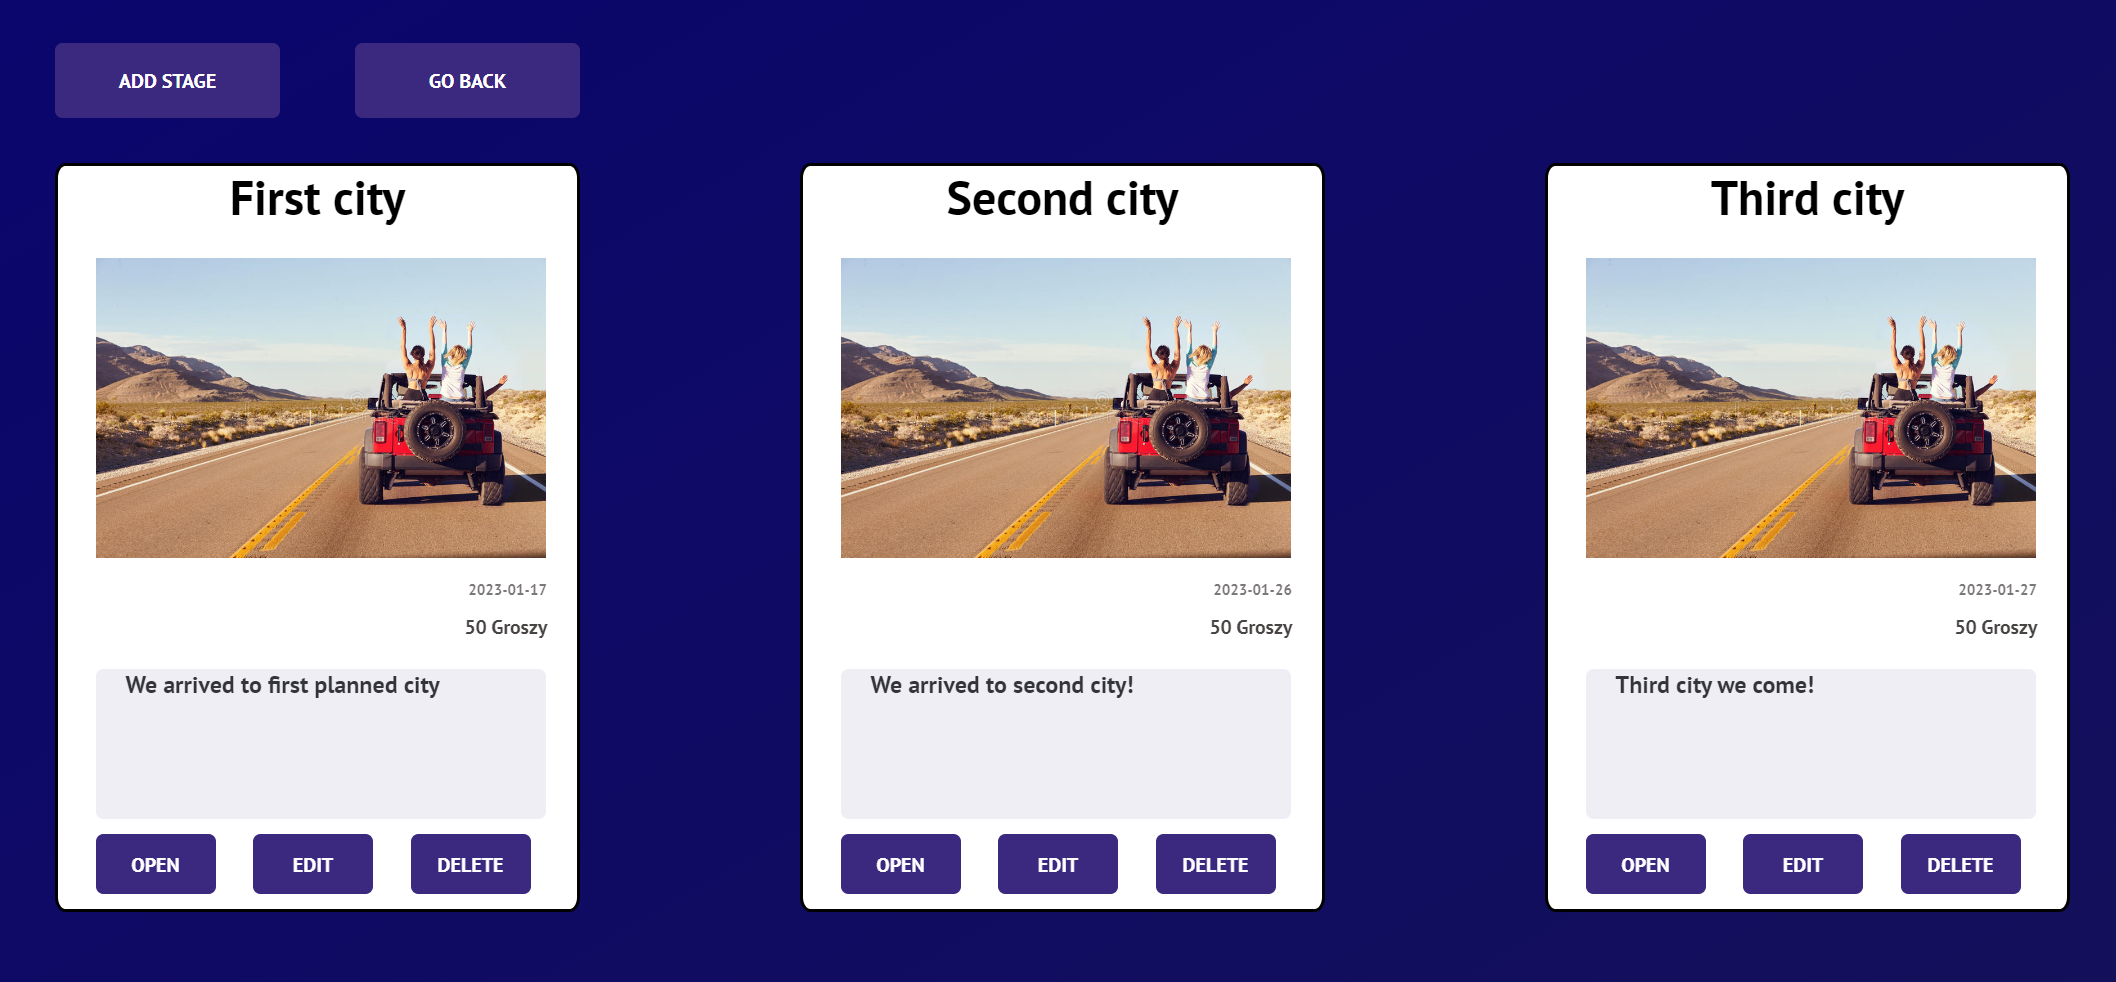 ADD STAGE
GO BACK
First city
2023-01-17
50 Groszy
We arrived to first planned city
OPEN
EDIT
DELETE
Second city
2023-01-26
50 Groszy
We arrived to second city!
OPEN
EDIT
DELETE
Third city
2023-01-27
50 Groszy
Third city we come!
OPEN
EDIT
DELETE